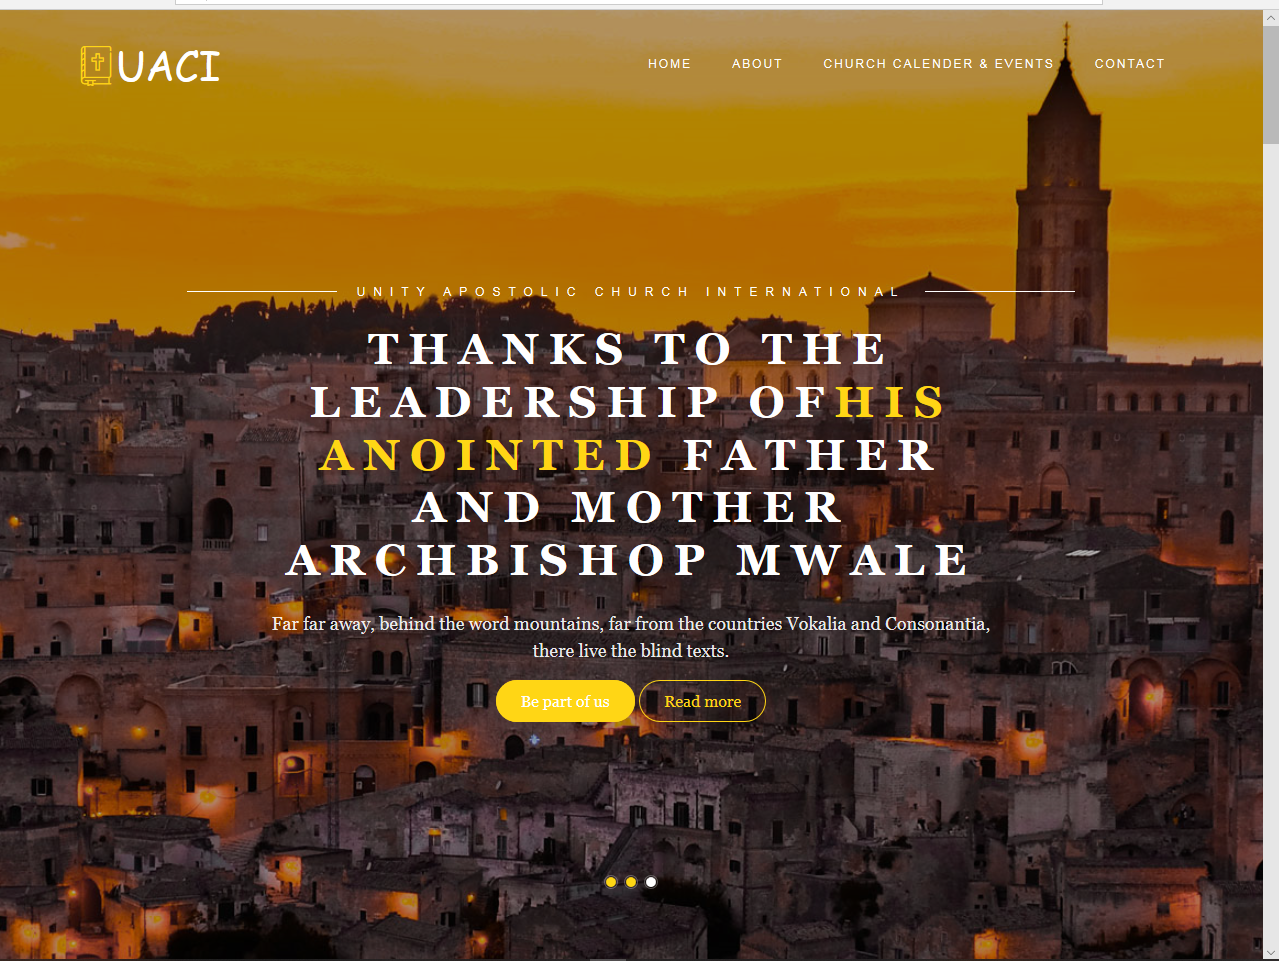 UACI
HOME ABOUT CHURCH CALENDER & EVENTS CONTACT
UNITY APOSTOLIC CHURCH INTERNATIONAL
THANKS TO THE
LEADERSHIP OFHIS
ANOINTED FATHER
AND MOTHER
ARCHBISHOP MWALE
Far far away, behind the word mountains, far from the countries Vokalia and Consonantia,
there live the blind texts.
Be part of us Read more